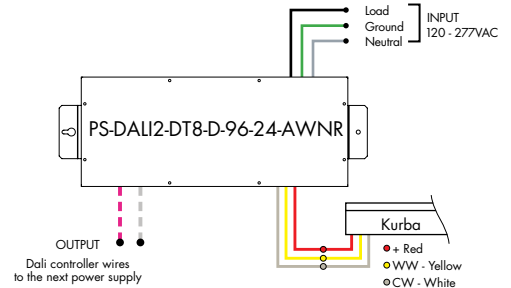 Load
Ground
Neutral
INPUT
120 - 277VAC
PS-DALI2-DT8-D-96-24-AWNR
Kurba
OUTPUT
Dali controller wires
to the next power supply
+ Red
WW - Yellow
CW - White